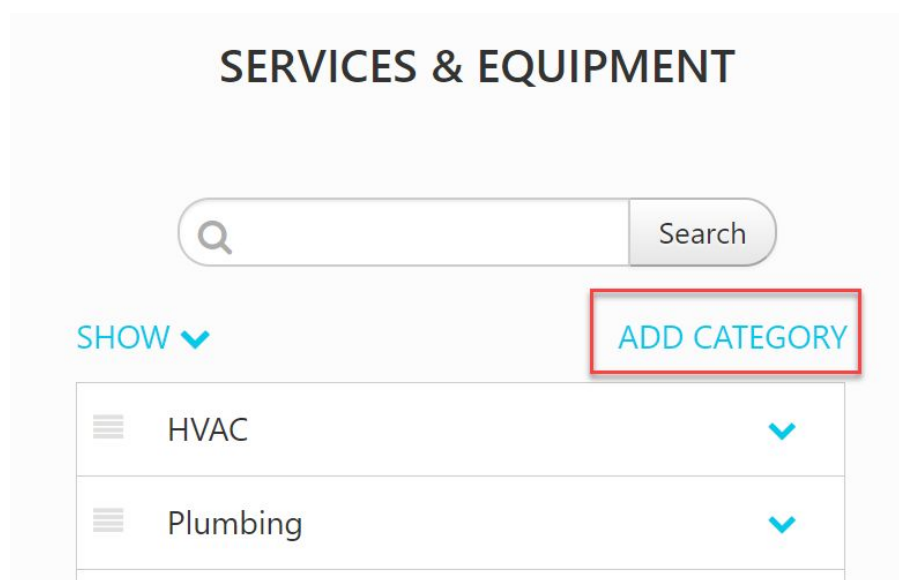 SERVICES & EQUIPMENT
Search
SHOW
ADD CATEGORY
HVAC
Plumbing